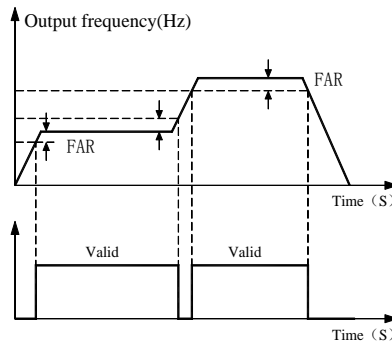 Output frequency(Hz)
FAR
FAR
Time（S）
Valid
Valid
Time（S）